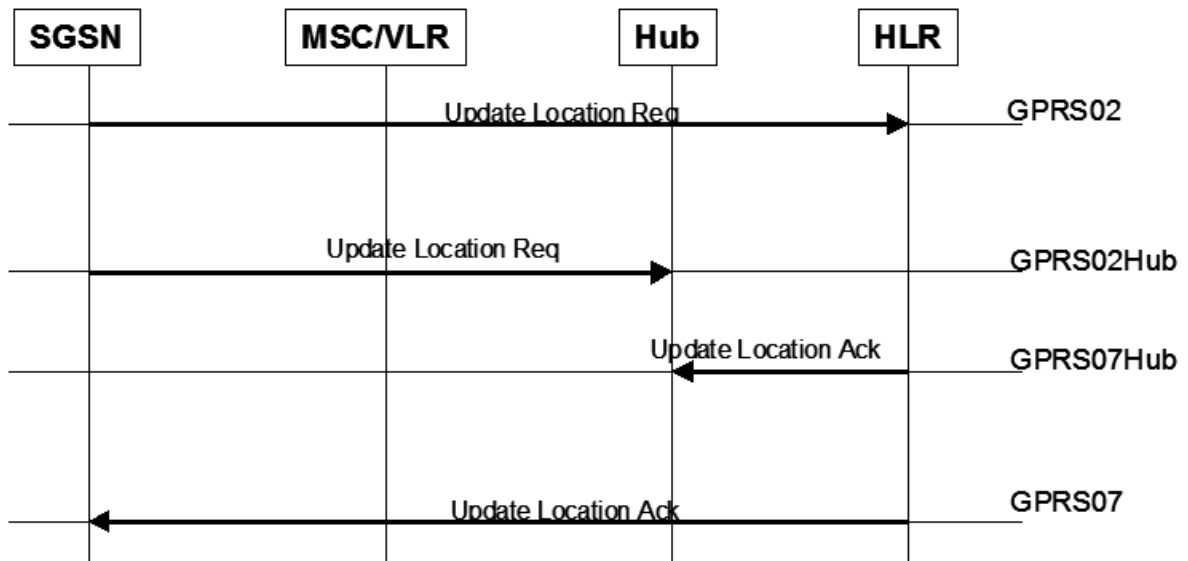 SGSN MSC/VLR Hub HLR
Update Location Req GPRS02
Update Location Req GPRS02Hub
Update Location Ack GPRS07Hub
Update Location Ack GPRS07